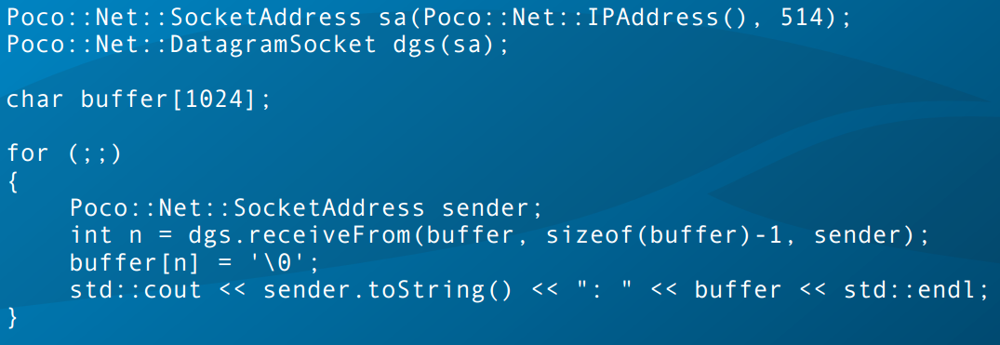 Poco::Net::SocketAddress sa(Poco::Net::IPAddress(), 514);
Poco::Net::DatagramSocket dgs(sa);
char buffer[1024];
for (;;)
{
Poco::Net::SocketAddress sender;
int n = dgs.receiveFrom(buffer, sizeof(buffer)-1, sender);
buffer[n] = '\0';
std::cout << sender.toString() << ": " << buffer << std::endl;
}